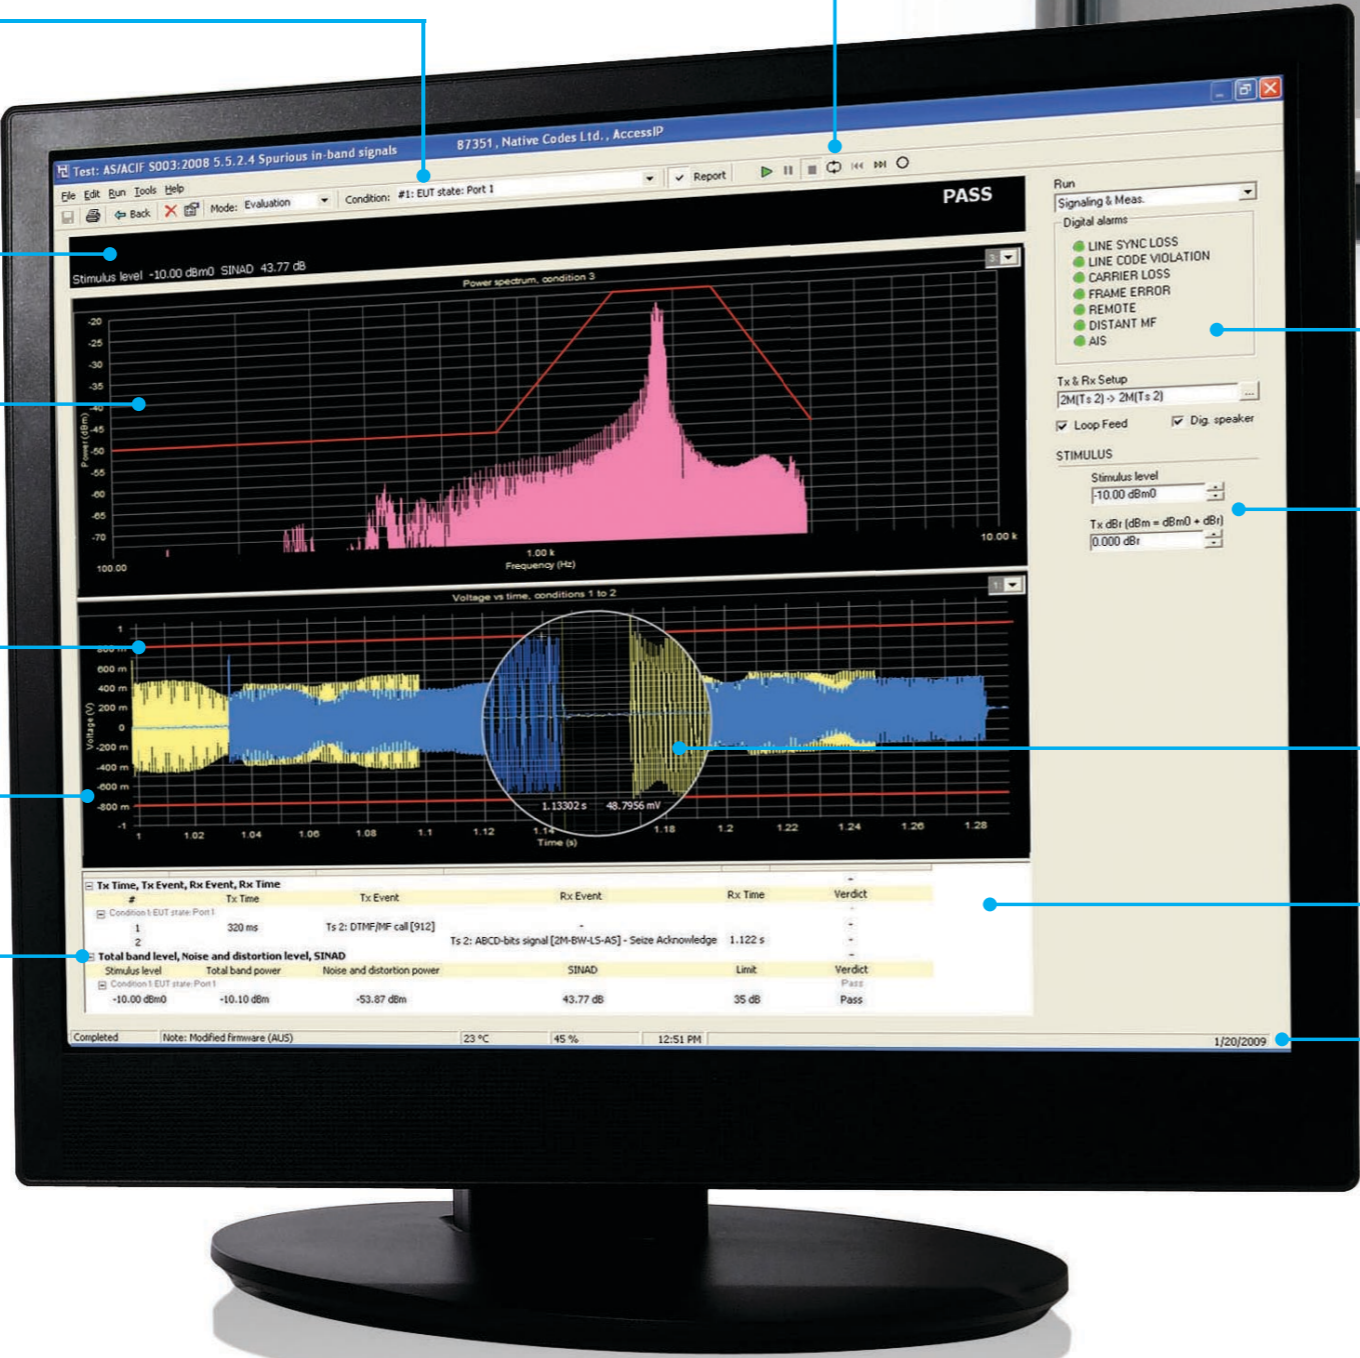 Test: AS/ACIF S003:2008 5.5.2.4 Spurious in-band signals 87351, Native Codes Ltd., AccessIP
File Edit Run Tools Help
Back Mode: Evaluation Condition: #1: EUT state: Port 1 Report
PASS
Stimulus level -10.00 dBm0 SINAD 43.77 dB
Power spectrum, condition 3
3
-20
-25
-30
-35
-40
-45
-50
-55
-60
-65
-70
Power (dBm)
100.00
1.00 k
10.00 k
Frequency (Hz)
Voltage vs time, conditions 1 to 2
1
1
800 m
600 m
400 m
200 m
0
-200 m
-400 m
-600 m
-800 m
-1
Voltage (V)
1.13302 s 48.7956 mV
1 1.02 1.04 1.06 1.08 1.1 1.12 1.14 1.18 1.2 1.22 1.24 1.26 1.28
Time (s)
Tx Time, Tx Event, Rx Event, Rx Time -
# Tx Time Tx Event Rx Event Rx Time Verdict
Condition 1: EUT state: Port 1 -
1 320 ms Ts 2: DTMF/MF call [912] - -
2 Ts 2: ABCD-bits signal [2M-BW-LS-AS] - Seize Acknowledge 1.122 s -
Total band level, Noise and distortion level, SINAD -
Stimulus level Total band power Noise and distortion power SINAD Limit Verdict
Condition 1: EUT state: Port 1 Pass
-10.00 dBm0 -10.10 dBm -53.87 dBm 43.77 dB 35 dB Pass
Completed Note: Modified firmware (AUS) 23 °C 45 % 12:51 PM 1/20/2009
Run
Signaling & Meas.
Digital alarms
LINE SYNC LOSS
LINE CODE VIOLATION
CARRIER LOSS
FRAME ERROR
REMOTE
DISTANT MF
AIS
Tx & Rx Setup
2M(Ts 2) -> 2M(Ts 2) ...
Loop Feed Dig. speaker
STIMULUS
Stimulus level
-10.00 dBm0
Tx dBr (dBm = dBm0 + dBr)
0.000 dBr